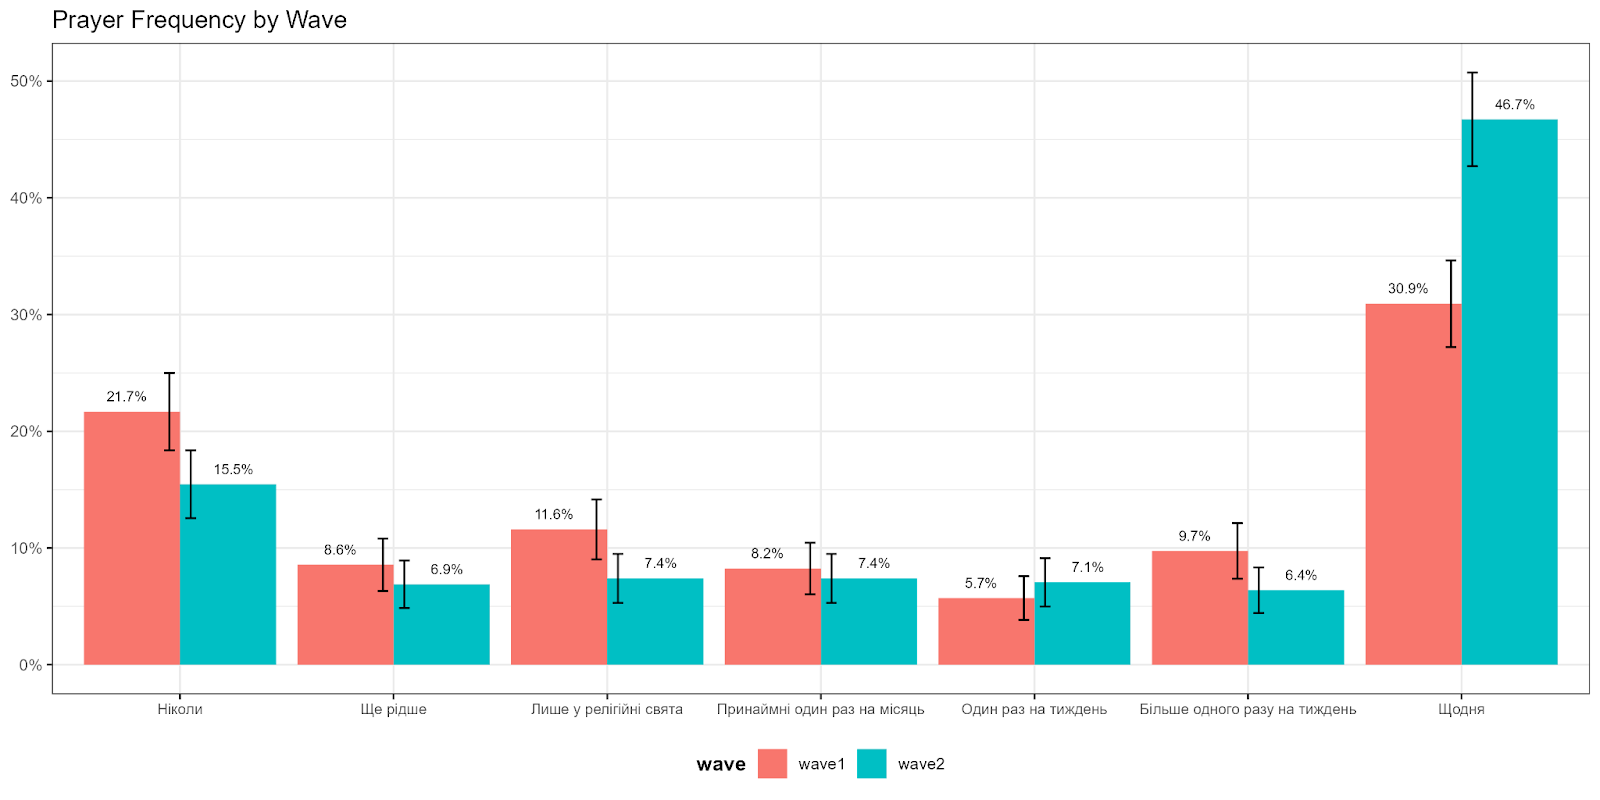 Prayer Frequency by Wave
50%
40%
30%
20%
10%
0%
21.7%
15.5%
8.6%
6.9%
11.6%
7.4%
8.2%
7.4%
5.7%
7.1%
9.7%
6.4%
30.9%
46.7%
Ніколи
Ще рідше
Лише у релігійні свята
Принаймні один раз на місяць
Один раз на тиждень
Більше одного разу на тиждень
Щодня
wave wave1 wave2